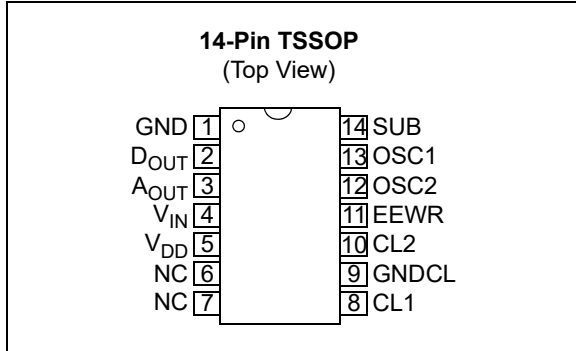 14-Pin TSSOP
(Top View)
GND 1 14 SUB
DOUT 2 13 OSC1
AOUT 3 12 OSC2
VIN 4 11 EEWR
VDD 5 10 CL2
NC 6 9 GNDCL
NC 7 8 CL1